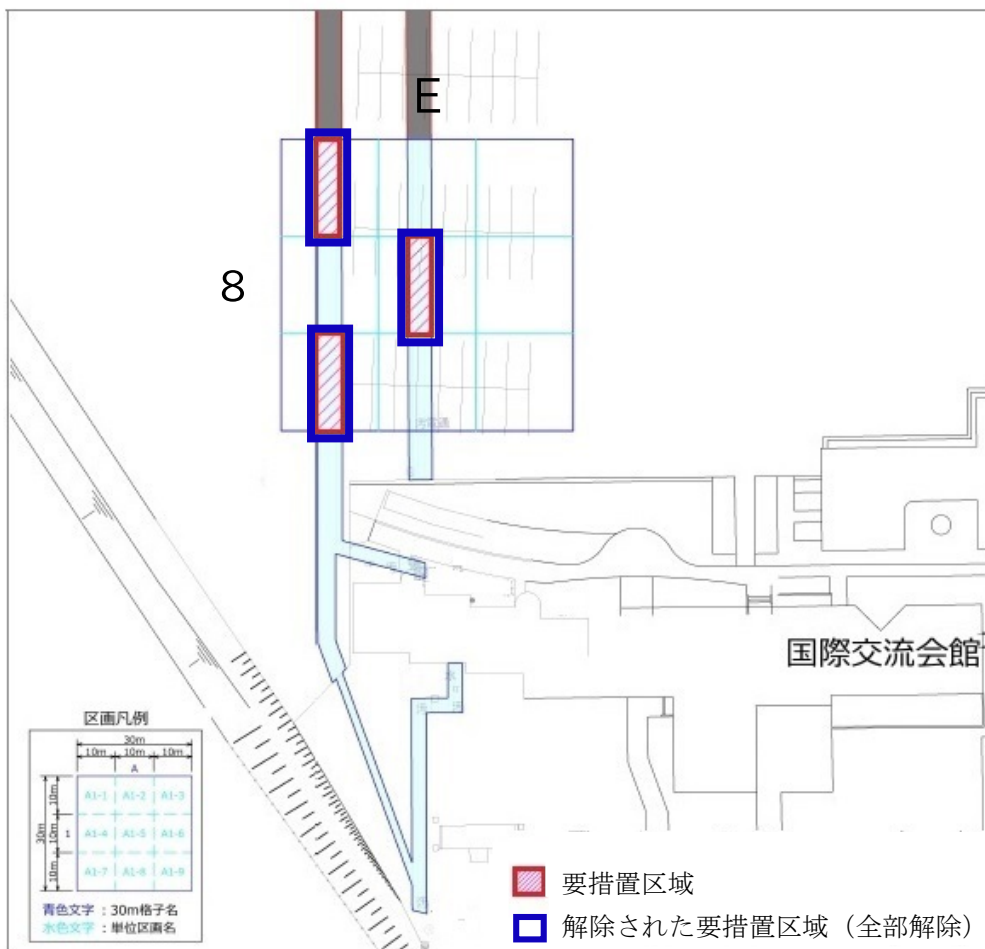 E
8
汚電通
国際交流会館
区画凡例
30m
10m 10m 10m
A
30m
10m
10m
10m
1
A1-1 A1-2 A1-3
A1-4 A1-5 A1-6
A1-7 A1-8 A1-9
青色文字 : 30m格子名
水色文字 : 単位区画名
要措置区域
解除された要措置区域（全部解除）